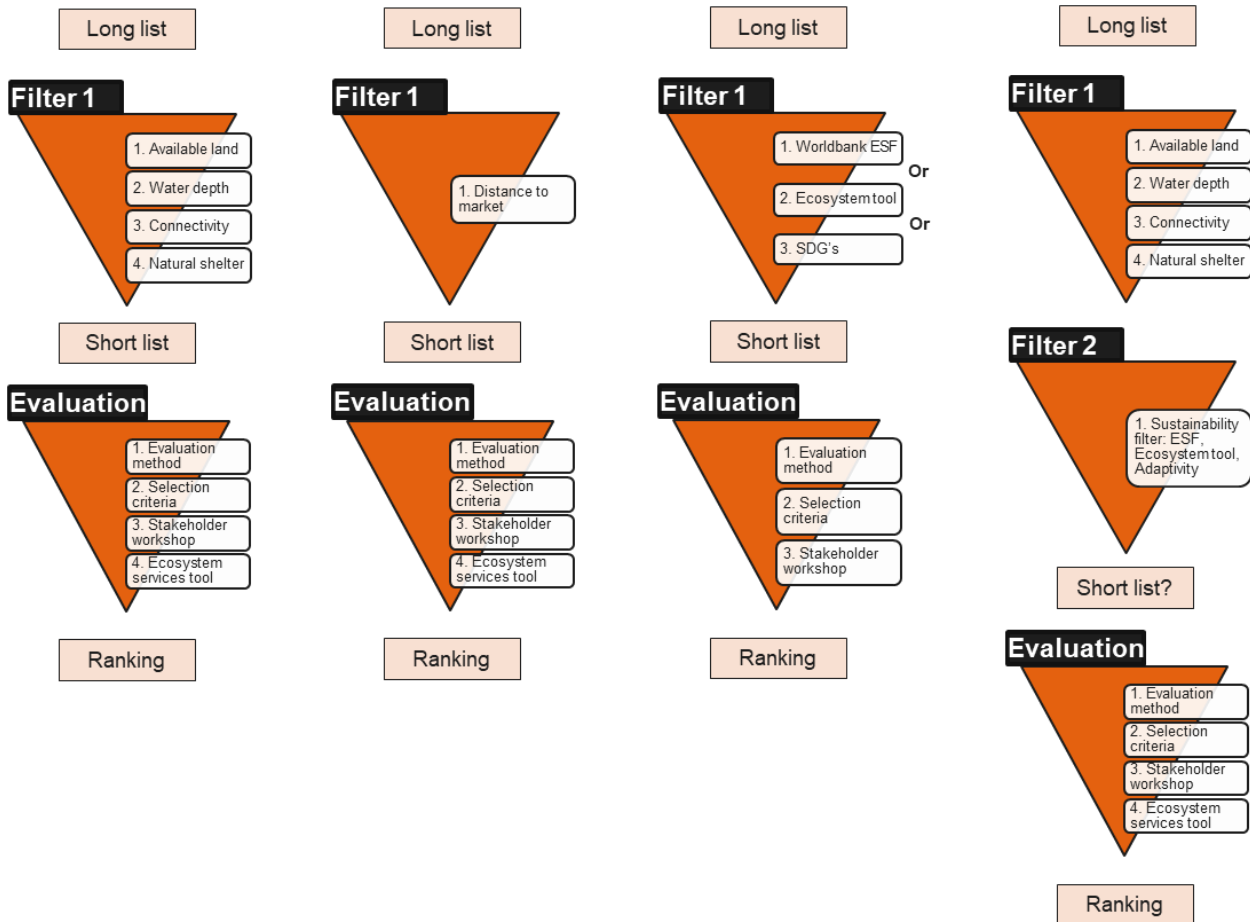 Long list
Filter 1
1. Available land
2. Water depth
3. Connectivity
4. Natural shelter
Short list
Evaluation
1. Evaluation
method
2. Selection
criteria
3. Stakeholder
workshop
4. Ecosystem
services tool
Ranking
Long list
Filter 1
1. Distance to
market
Short list
Evaluation
1. Evaluation
method
2. Selection
criteria
3. Stakeholder
workshop
4. Ecosystem
services tool
Ranking
Long list
Filter 1
1. Worldbank ESF
Or
2. Ecosystem tool
Or
3. SDG's
Short list
Evaluation
1. Evaluation
method
2. Selection
criteria
3. Stakeholder
workshop
Ranking
Long list
Filter 1
1. Available land
2. Water depth
3. Connectivity
4. Natural shelter
Filter 2
1. Sustainability
filter: ESF,
Ecosystem tool,
Adaptivity
Short list?
Evaluation
1. Evaluation
method
2. Selection
criteria
3. Stakeholder
workshop
4. Ecosystem
services tool
Ranking